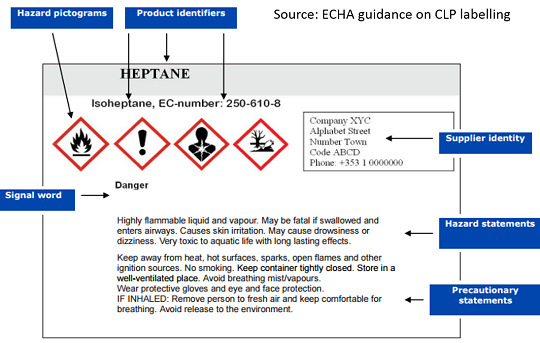 Hazard pictograms
Product identifiers
Source: ECHA guidance on CLP labelling
HEPTANE
Isoheptane, EC-number: 250-610-8
Company XYC
Alphabet Street
Number Town
Code ABCD
Phone: +353 1 0000000
Supplier identity
Signal word
Danger
Highly flammable liquid and vapour. May be fatal if swallowed and
enters airways. Causes skin irritation. May cause drowsiness or
dizziness. Very toxic to aquatic life with long lasting effects.
Hazard statements
Keep away from heat, hot surfaces, sparks, open flames and other
ignition sources. No smoking. Keep container tightly closed. Store in a
well-ventilated place. Avoid breathing mist/vapours.
Wear protective gloves and eye and face protection.
IF INHALED: Remove person to fresh air and keep comfortable for
breathing. Avoid release to the environment.
Precautionary
statements